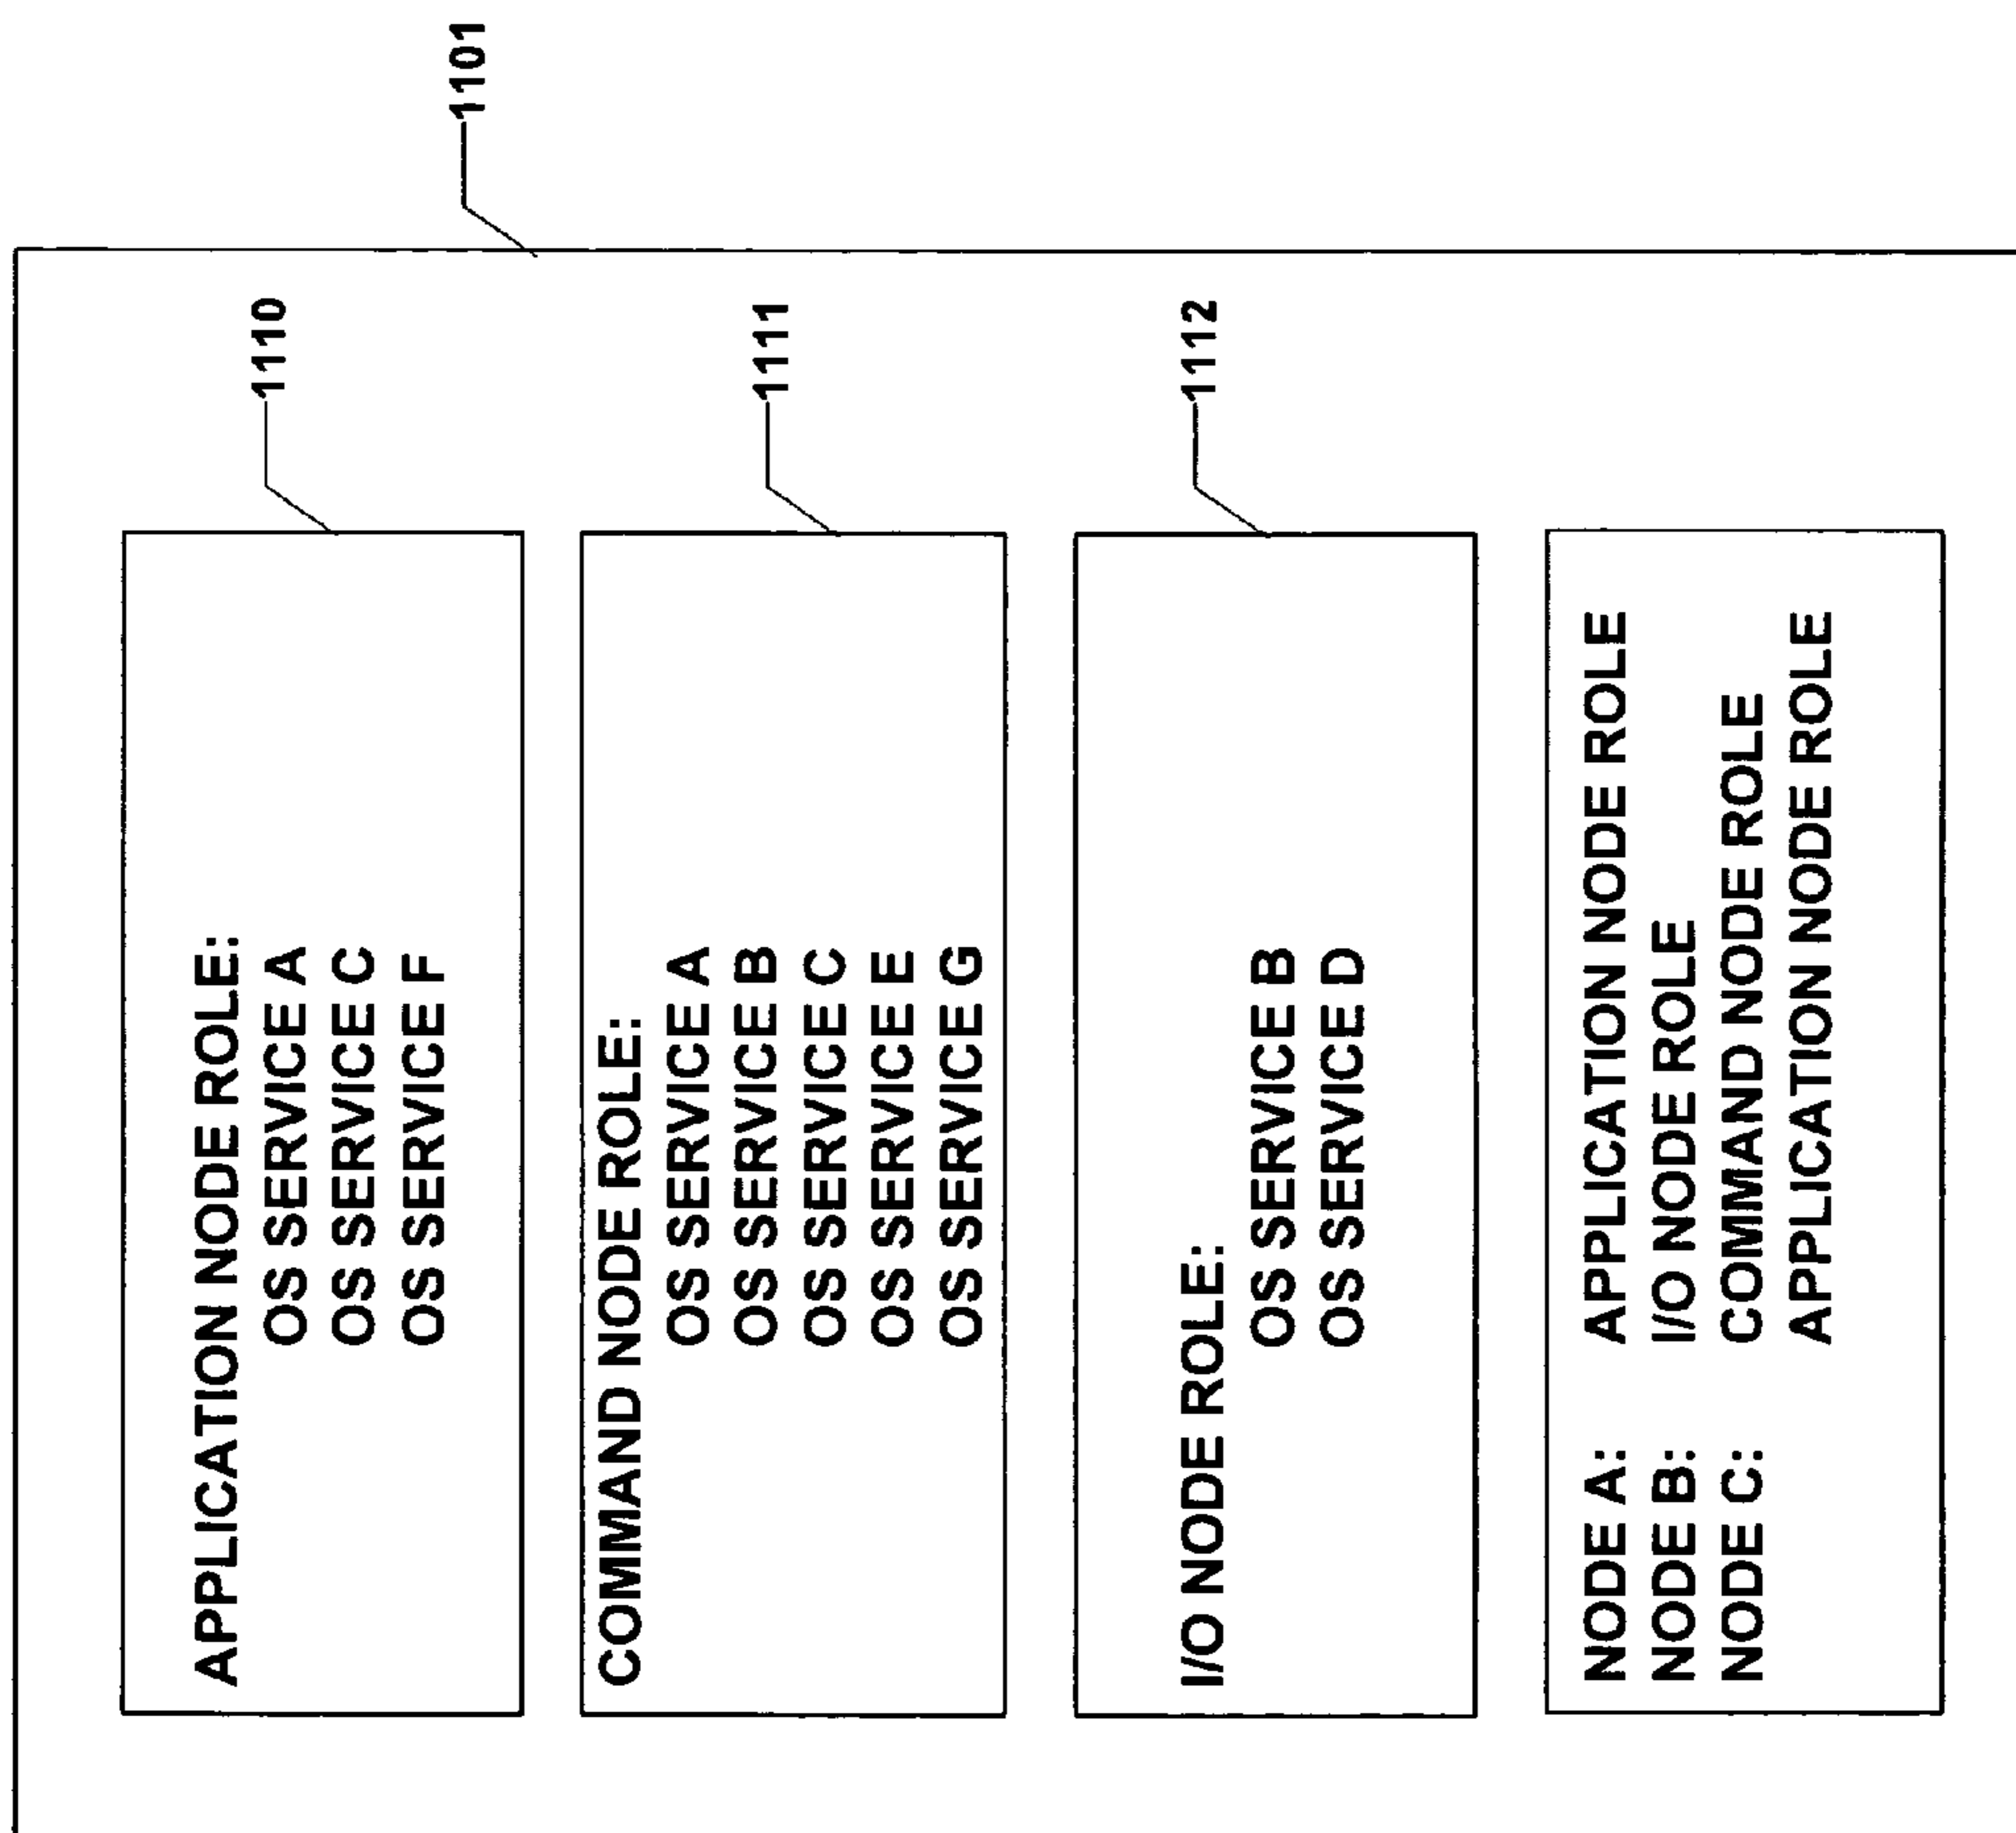 1101
1110
APPLICATION NODE ROLE:
OS SERVICE A
OS SERVICE C
OS SERVICE F
1111
COMMAND NODE ROLE:
OS SERVICE A
OS SERVICE B
OS SERVICE C
OS SERVICE E
OS SERVICE G
1112
I/O NODE ROLE:
OS SERVICE B
OS SERVICE D
NODE A: APPLICATION NODE ROLE
NODE B: I/O NODE ROLE
NODE C: COMMAND NODE ROLE
APPLICATION NODE ROLE